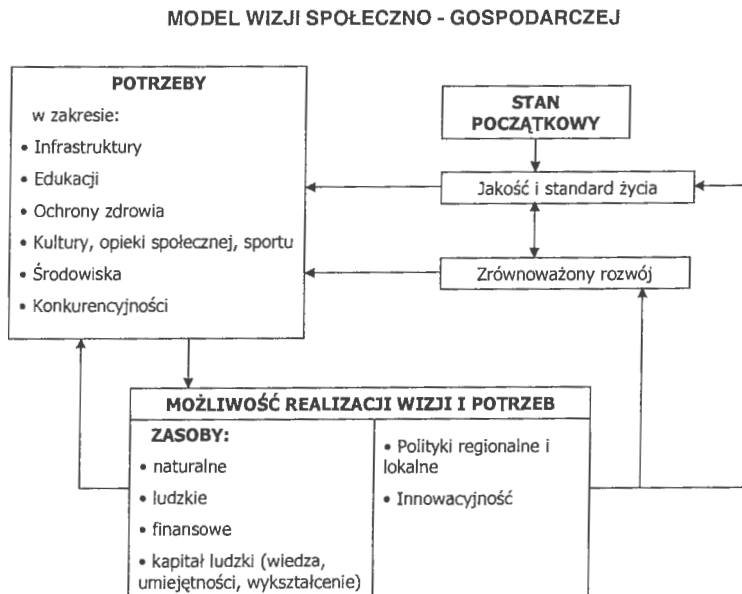 MODEL WIZJI SPOŁECZNO - GOSPODARCZEJ
POTRZEBY
w zakresie:
• Infrastruktury
• Edukacji
• Ochrony zdrowia
• Kultury, opieki społecznej, sportu
• Środowiska
• Konkurencyjności
STAN
POCZĄTKOWY
Jakość i standard życia
Zrównoważony rozwój
MOŻLIWOŚĆ REALIZACJI WIZJI I POTRZEB
ZASOBY:
• naturalne
• ludzkie
• finansowe
• kapitał ludzki (wiedza,
umiejętności, wykształcenie)
• Polityki regionalne i
lokalne
• Innowacyjność